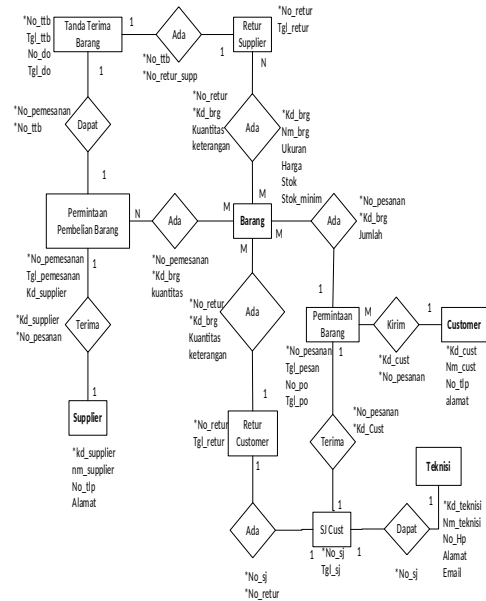 *No_ttb
Tgl_ttb
No_do
Tgl_do
Tanda Terima
Barang
1
Ada
1
*No_ttb
*No_retur_supp
Retur
Supplier
*No_retur
Tgl_retur
1
N
*No_pemesanan
*No_ttb
Dapat
*No_retur
*Kd_brg
Kuantitas
keterangan
Ada
*Kd_brg
Nm_brg
Ukuran
Harga
Stok
Stok_minim
1
M
Permintaan
Pembelian Barang
N
Ada
M
Barang
M
M
Ada
*No_pesanan
*Kd_brg
Jumlah
*No_pemesanan
Tgl_pemesanan
Kd_supplier
1
*No_pemesanan
*Kd_brg
kuantitas
*Kd_supplier
*No_pesanan
Terima
*No_retur
*Kd_brg
Kuantitas
keterangan
Ada
1
Permintaan
Barang
M
Kirim
1
Customer
*Kd_cust
*No_pesanan
*Kd_cust
Nm_cust
No_tlp
alamat
*No_pesanan
Tgl_pesan
No_po
Tgl_po
1
1
Supplier
*kd_supplier
nm_supplier
No_tlp
Alamat
1
*No_retur
Tgl_retur
Retur
Customer
1
*No_pesanan
*Kd_Cust
Terima
Teknisi
1
*Kd_teknisi
Nm_teknisi
No_Hp
Alamat
Email
1
Ada
1
SJ Cust
1
Dapat
*No_sj
Tgl_sj
*No_sj
*No_sj
*No_retur